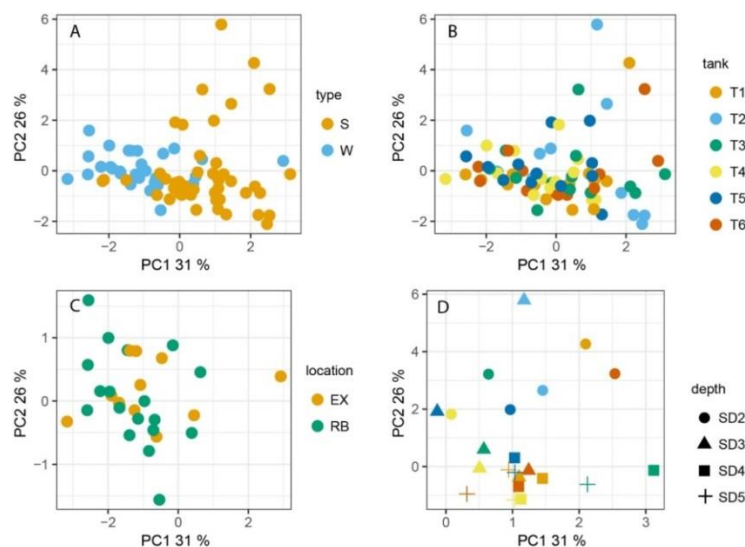 A
PC2 26 %
6
4
2
0
−2
−2
0
2
PC1 31 %
type
S
W
B
PC2 26 %
6
4
2
0
−2
−2
0
2
PC1 31 %
tank
T1
T2
T3
T4
T5
T6
C
PC2 26 %
1
0
−1
−2
0
2
PC1 31 %
location
EX
RB
D
PC2 26 %
6
4
2
0
0
1
2
3
PC1 31 %
depth
SD2
SD3
SD4
SD5